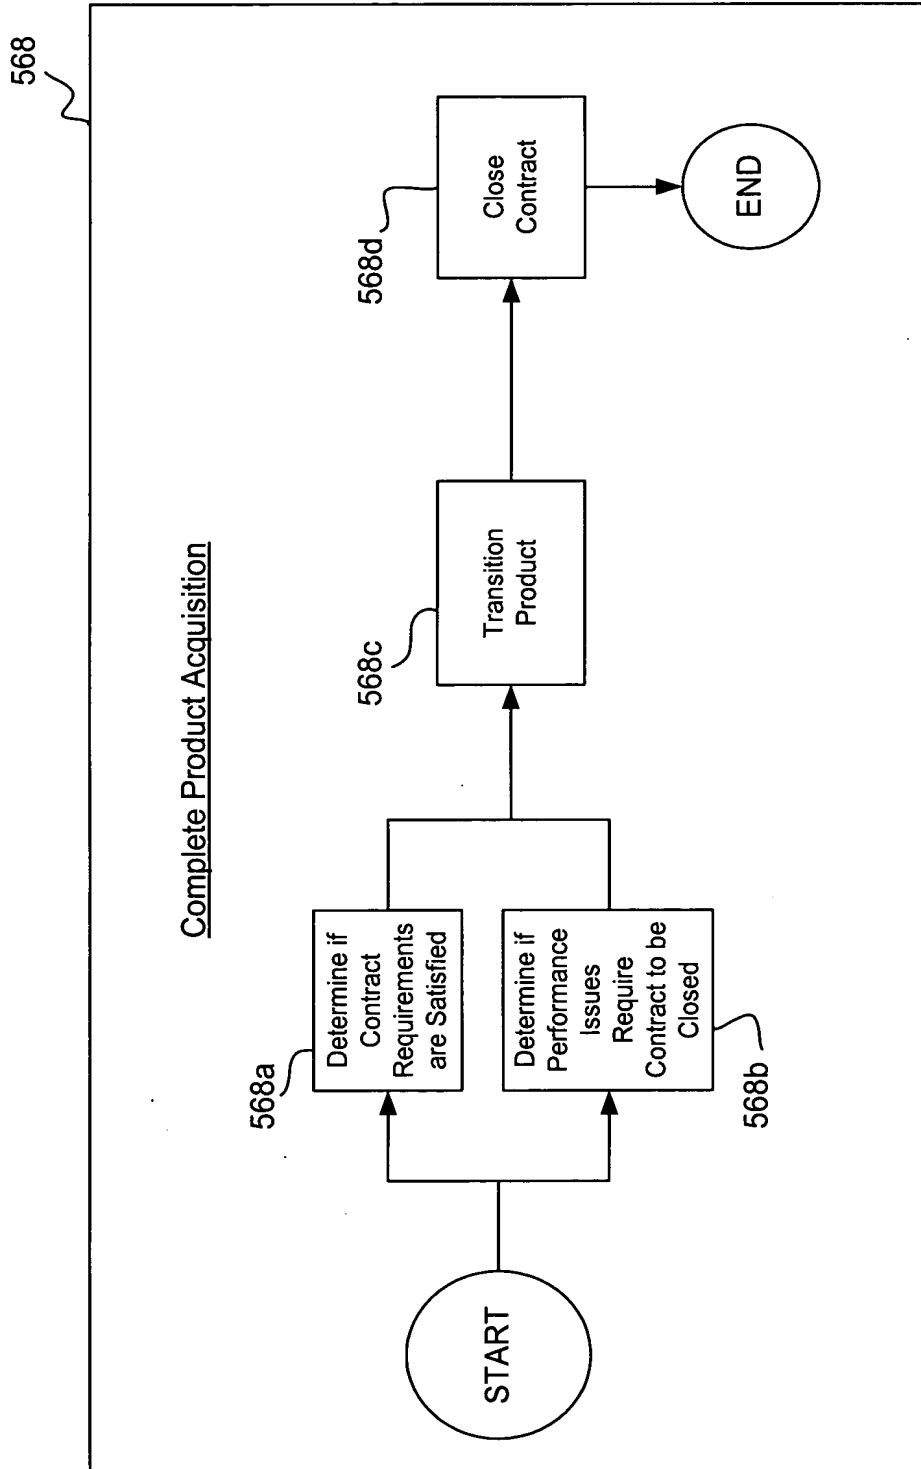 568
Complete Product Acquisition
START
568a
Determine if
Contract
Requirements
are Satisfied
568b
Determine if
Performance
Issues
Require
Contract to be
Closed
568c
Transition
Product
568d
Close
Contract
END